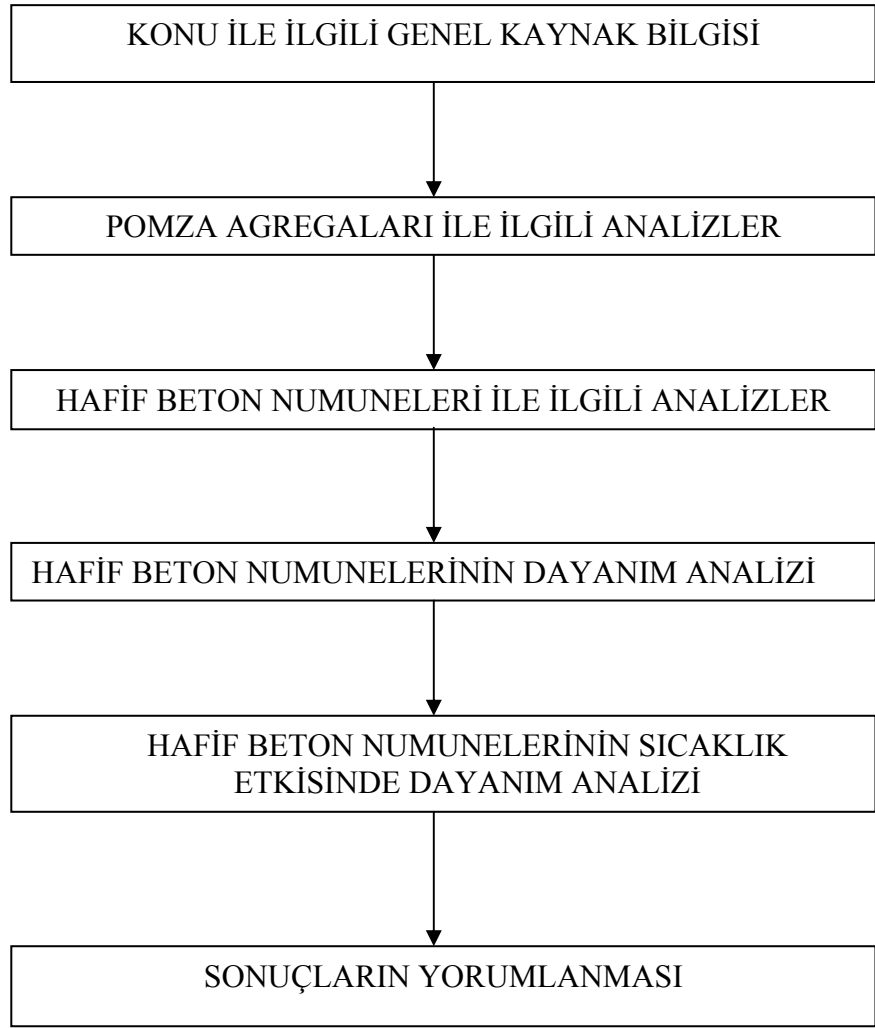 KONU İLE İLGİLİ GENEL KAYNAK BİLGİSİ
POMZA AGREGALARI İLE İLGİLİ ANALİZLER
HAFİF BETON NUMUNELERİ İLE İLGİLİ ANALİZLER
HAFİF BETON NUMUNELERİNİN DAYANIM ANALİZİ
HAFİF BETON NUMUNELERİNİN SICAKLIK
ETKİSİNDE DAYANIM ANALİZİ
SONUÇLARIN YORUMLANMASI